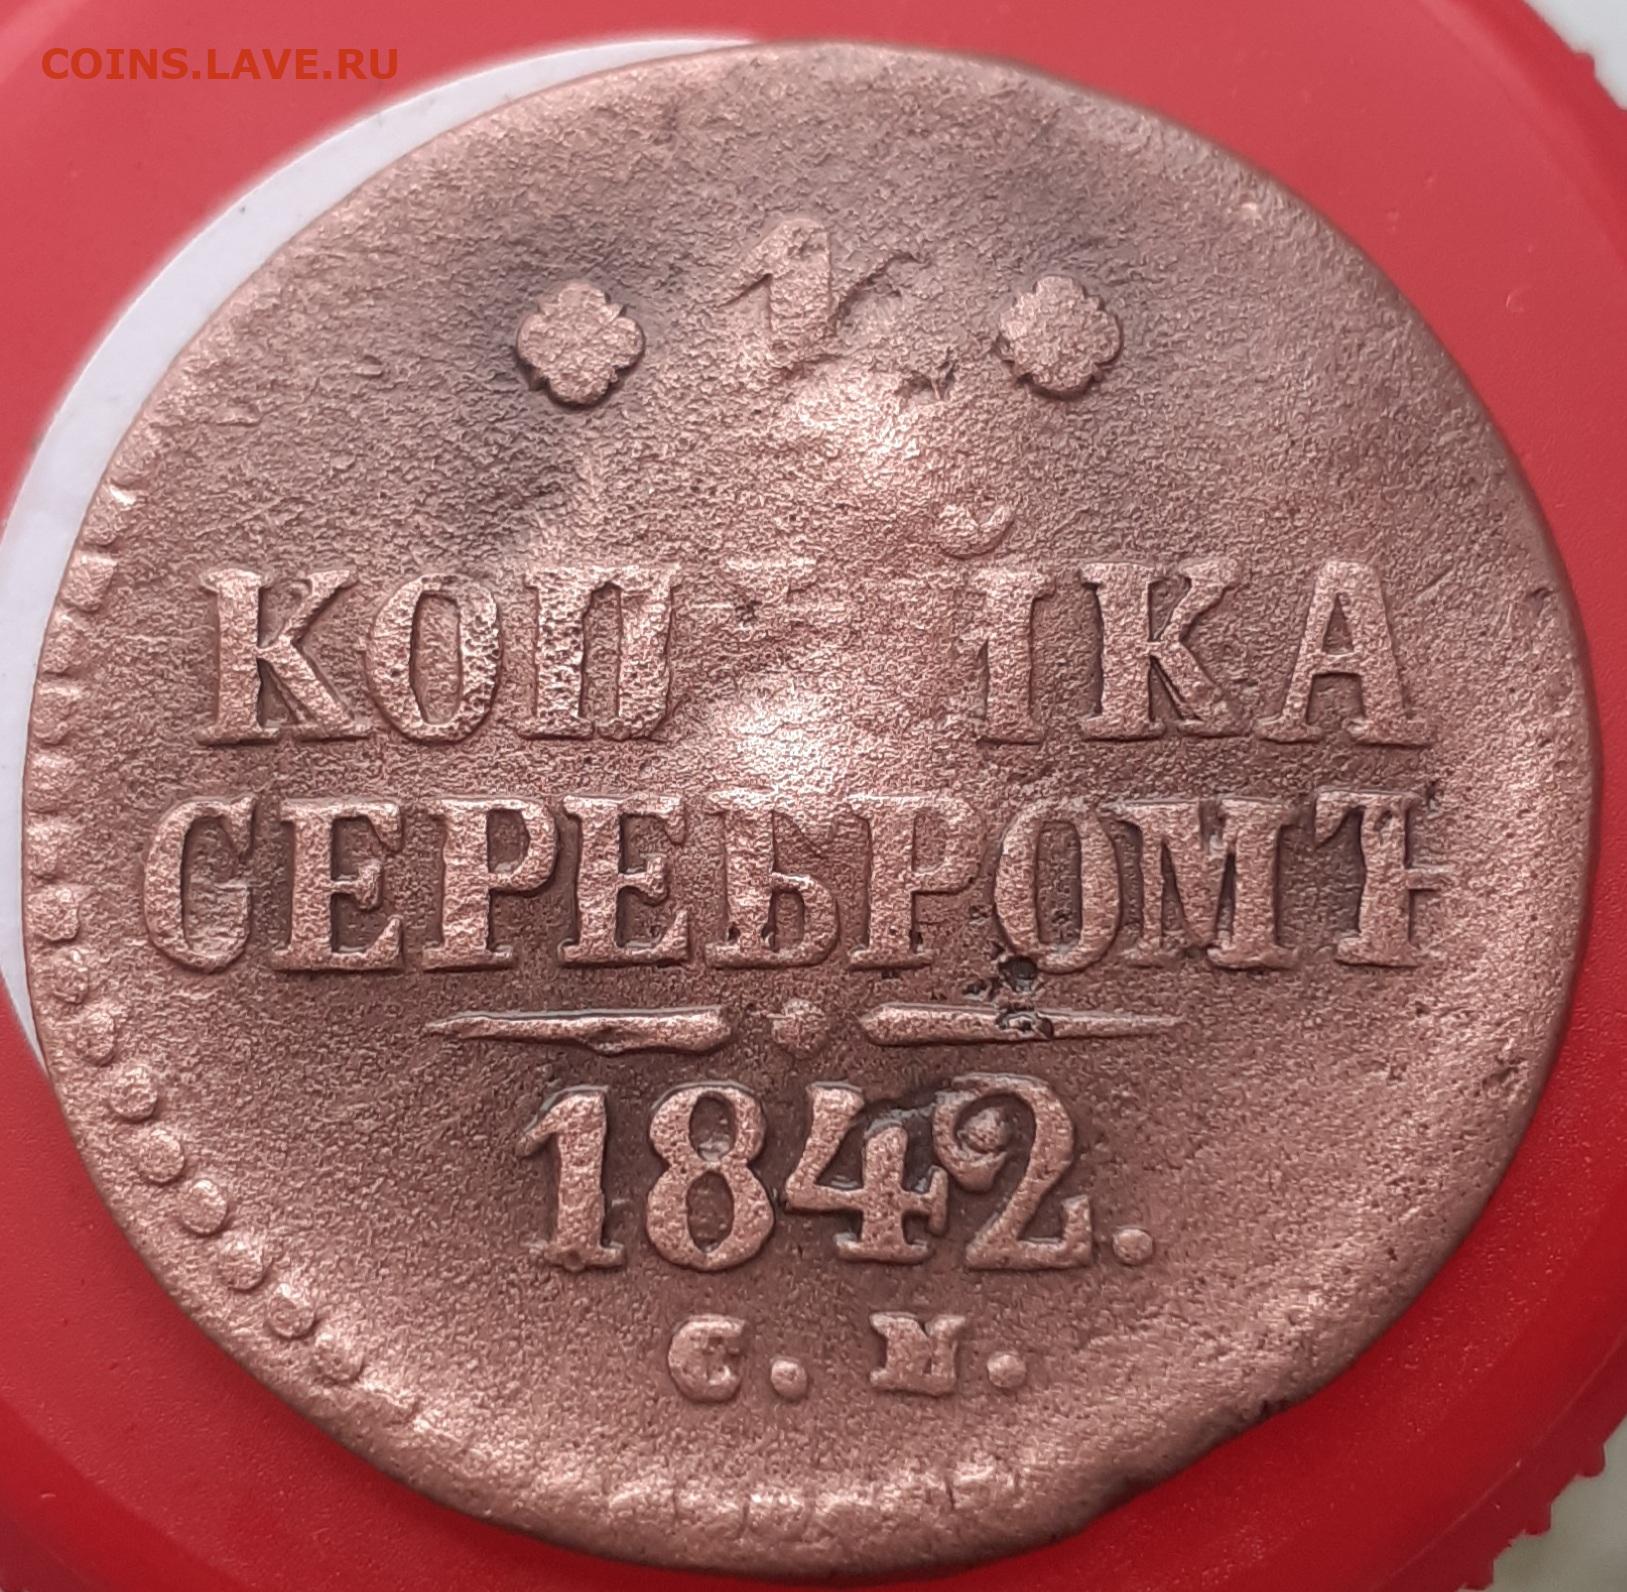 COINS.LAVE.RU
1
КОПѢЙКА
СЕРЕБРОМЪ
1842.
С. М.